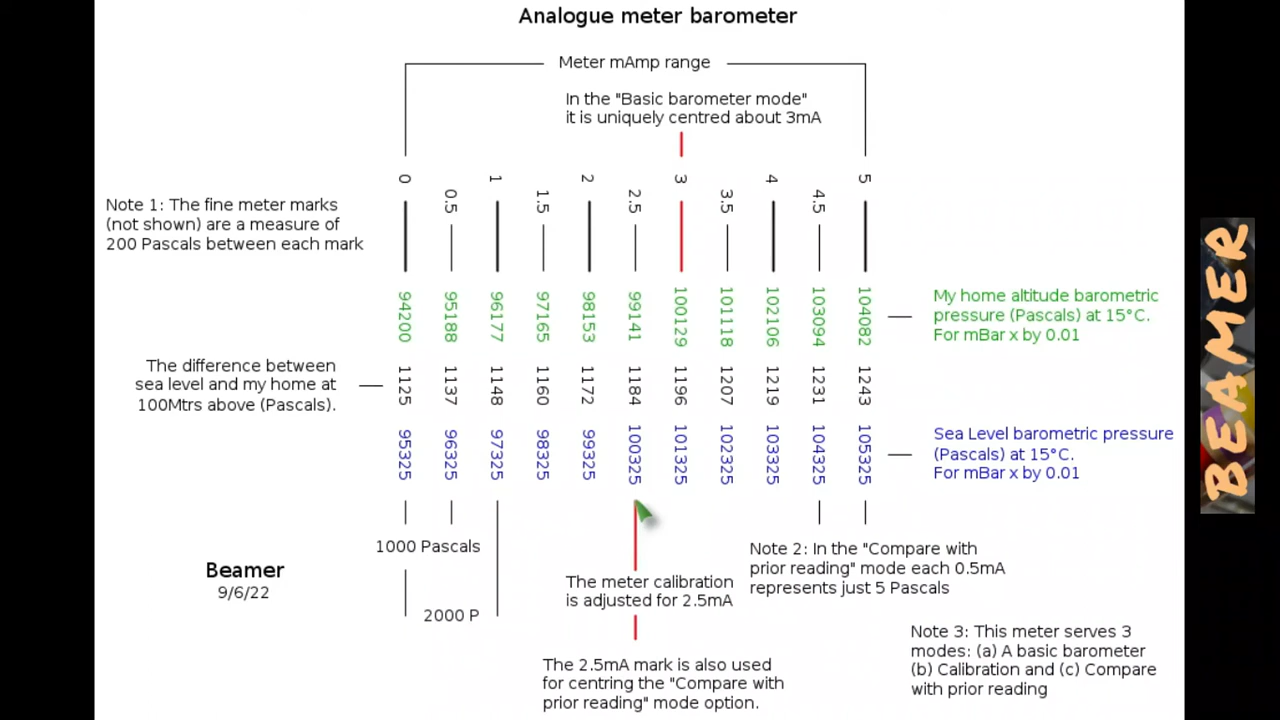 Analogue meter barometer
Meter mAmp range
In the "Basic barometer mode"
it is uniquely centred about 3mA
0
0.5
1
1.5
2
2.5
3
3.5
4
4.5
5
Note 1: The fine meter marks
(not shown) are a measure of
200 Pascals between each mark
94200
95188
96177
97165
98153
99141
100129
101118
102106
103094
104082
My home altitude barometric
pressure (Pascals) at 15°C.
For mBar x by 0.01
The difference between
sea level and my home at
100Mtrs above (Pascals).
1125
1137
1148
1160
1172
1184
1196
1207
1219
1231
1243
95325
96325
97325
98325
99325
100325
101325
102325
103325
104325
105325
Sea Level barometric pressure
(Pascals) at 15°C.
For mBar x by 0.01
1000 Pascals
2000 P
Beamer
9/6/22
The meter calibration
is adjusted for 2.5mA
The 2.5mA mark is also used
for centring the "Compare with
prior reading" mode option.
Note 2: In the "Compare with
prior reading" mode each 0.5mA
represents just 5 Pascals
Note 3: This meter serves 3
modes: (a) A basic barometer
(b) Calibration and (c) Compare
with prior reading
BEAMER